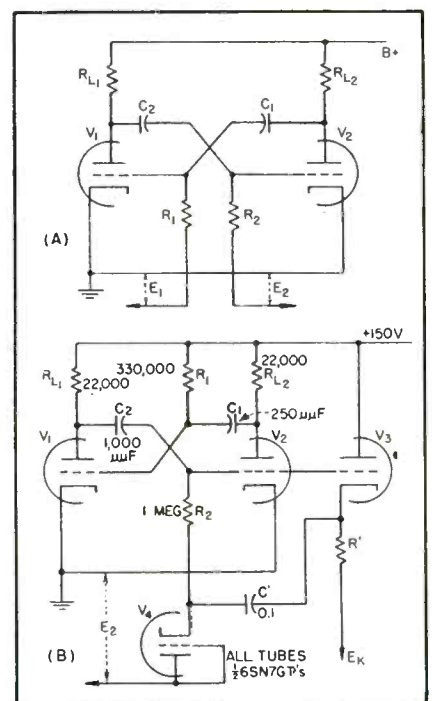 B+
RL1
RL2
C2
C1
V1
V2
R1
R2
(A)
E1
E2
+150V
RL1
22,000
330,000
R1
22,000
RL2
C2
C1
250 µµF
V1
1,000
µµF
V2
V3
1 MEG
R2
R'
C'
0.1
E2
V4
(B)
ALL TUBES
½6SN7GT's
EK